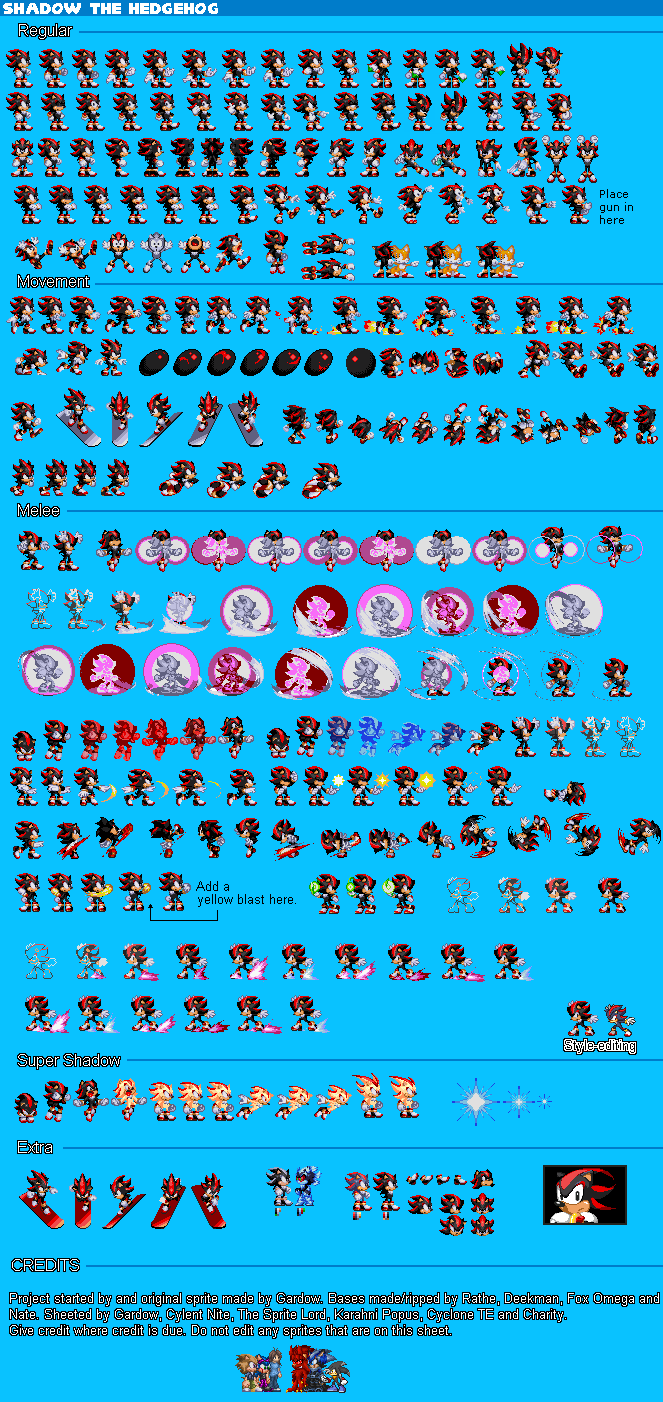 SHADOW THE HEDGEHOG
Regular
Place
gun in
here
Movement
Melee
Add a
yellow blast here.
Style-editing
Super Shadow
Extra
CREDITS
Project started by and original sprite made by Gardow. Bases made/ripped by Rathe, Deekman, Fox Omega and
Nate. Sheeted by Gardow, Cylent Nite, The Sprite Lord, Karahni Popus, Cyclone TE and Charity.
Give credit where credit is due. Do not edit any sprites that are on this sheet.